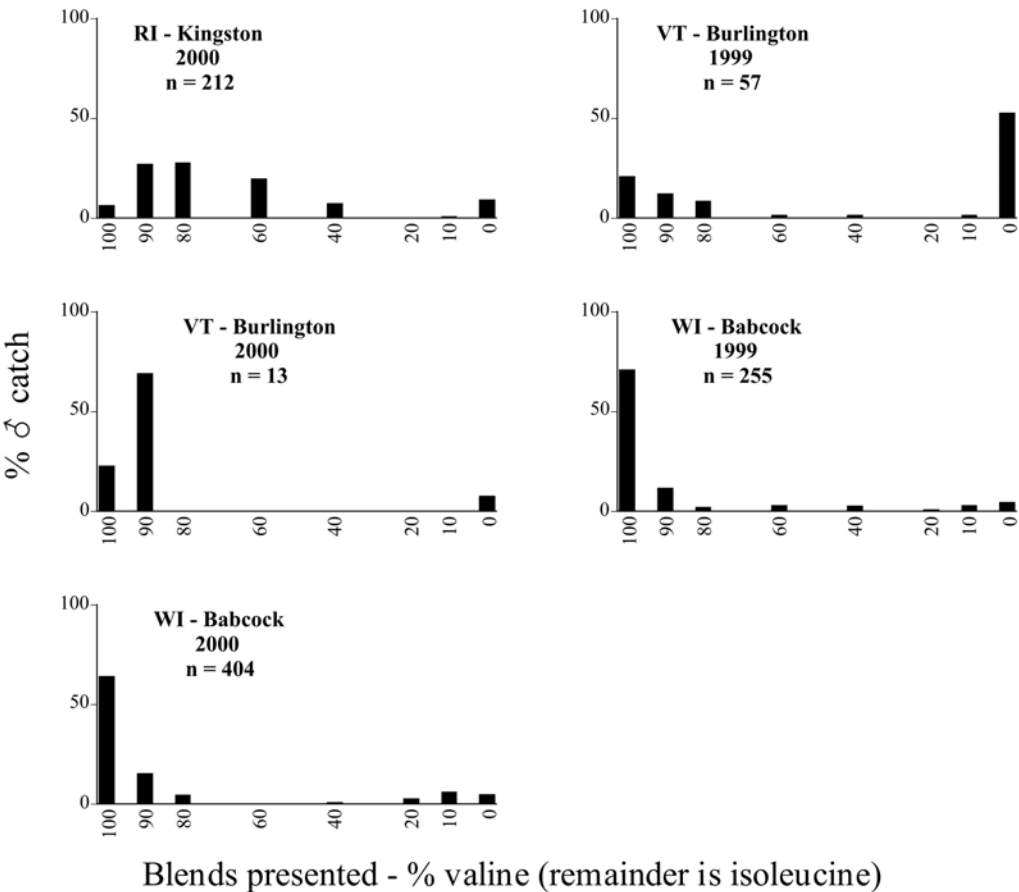 RI - Kingston
2000
n = 212
100
50
0
100 90 80 60 40 20 10 0
VT - Burlington
1999
n = 57
100
50
0
100 90 80 60 40 20 10 0
VT - Burlington
2000
n = 13
100
50
0
100 90 80 60 40 20 10 0
WI - Babcock
1999
n = 255
100
50
0
100 90 80 60 40 20 10 0
WI - Babcock
2000
n = 404
100
50
0
100 90 80 60 40 20 10 0
% ♂ catch
Blends presented - % valine (remainder is isoleucine)